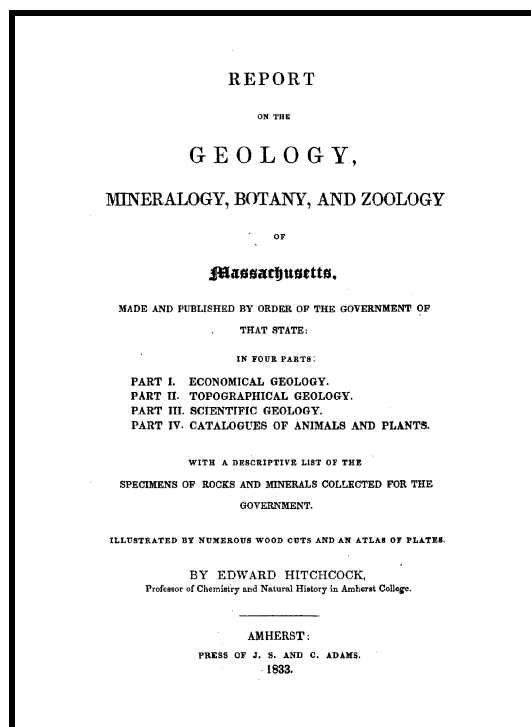 REPORT
ON THE
GEOLOGY,
MINERALOGY, BOTANY, AND ZOOLOGY
OF
Massachusetts.
MADE AND PUBLISHED BY ORDER OF THE GOVERNMENT OF
THAT STATE:
IN FOUR PARTS:
PART I. ECONOMICAL GEOLOGY.
PART II. TOPOGRAPHICAL GEOLOGY.
PART III. SCIENTIFIC GEOLOGY.
PART IV. CATALOGUES OF ANIMALS AND PLANTS.
WITH A DESCRIPTIVE LIST OF THE
SPECIMENS OF ROCKS AND MINERALS COLLECTED FOR THE
GOVERNMENT.
ILLUSTRATED BY NUMEROUS WOOD CUTS AND AN ATLAS OF PLATES.
BY EDWARD HITCHCOCK,
Professor of Chemistry and Natural History in Amherst College.
AMHERST:
PRESS OF J. S. AND C. ADAMS.
1833.